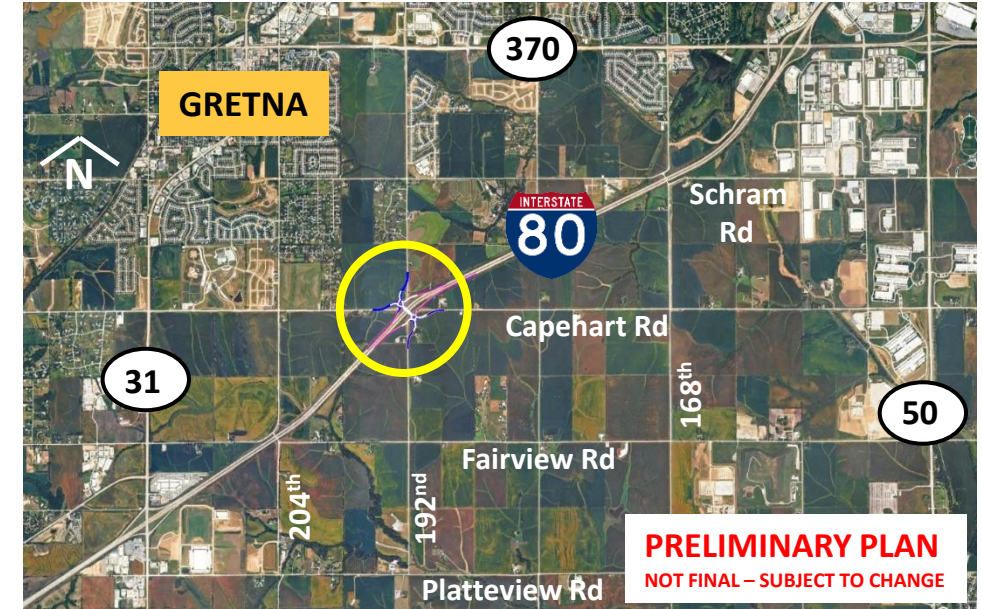 370
GRETNA
N
Schram
Rd
INTERSTATE
80
Capehart Rd
31
168th
50
Fairview Rd
204th
192nd
PRELIMINARY PLAN
NOT FINAL – SUBJECT TO CHANGE
Platteview Rd